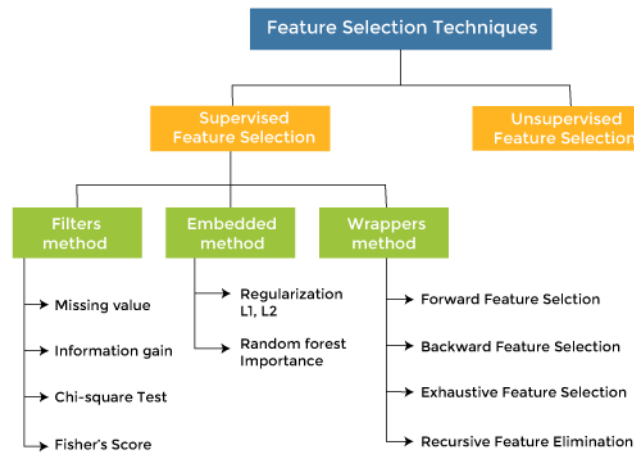 Feature Selection Techniques
Supervised
Feature Selection
Unsupervised
Feature Selection
Filters
method
Embedded
method
Wrappers
method
Missing value
Information gain
Chi-square Test
Fisher's Score
Regularization
L1, L2
Random forest
Importance
Forward Feature Selction
Backward Feature Selection
Exhaustive Feature Selection
Recursive Feature Elimination